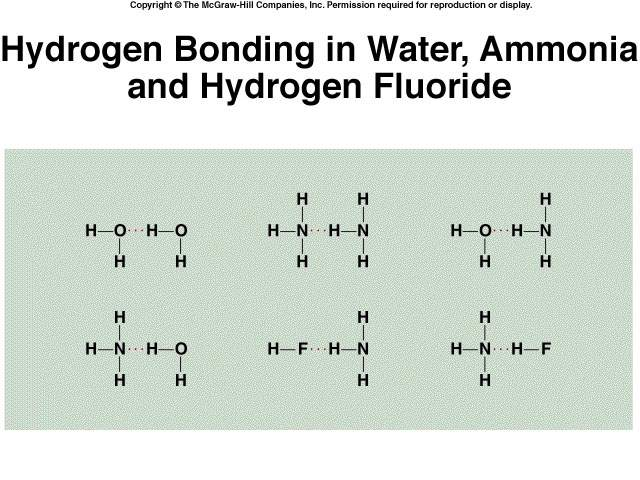 Copyright © The McGraw-Hill Companies, Inc. Permission required for reproduction or display.
Hydrogen Bonding in Water, Ammonia
and Hydrogen Fluoride
H H H
H—O···H—O H—N···H—N H—O···H—N
H H H H H H
H H H
H—N···H—O H—F···H—N H—N···H—F
H H H H